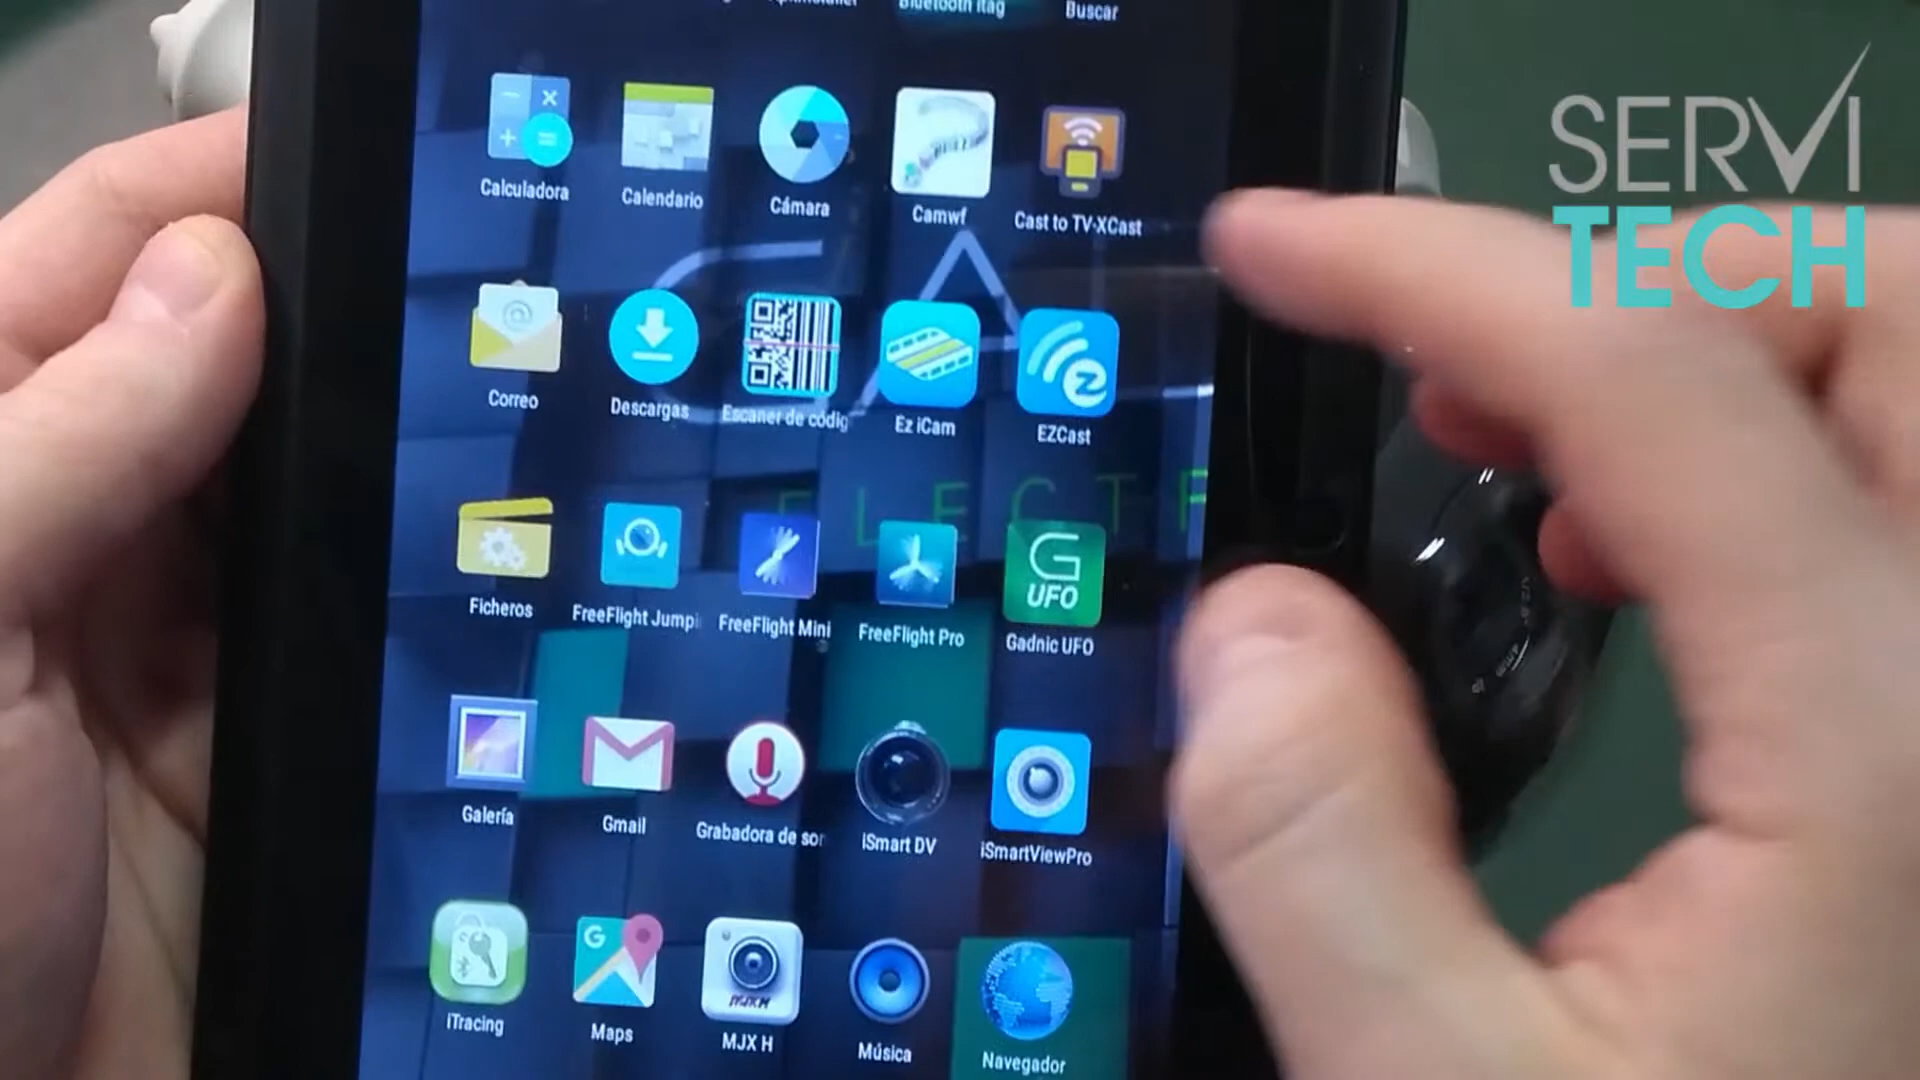 Bluetooth itag
Buscar
Calculadora
Calendario
Cámara
Camwf
Cast to TV-XCast
Correo
Descargas
Escaner de códig
Ez iCam
EZCast
ELECTR
Ficheros
FreeFlight Jumpi
FreeFlight Mini
FreeFlight Pro
G
UFO
Gadnic UFO
Galería
Gmail
Grabadora de sor
iSmart DV
iSmartViewPro
iTracing
G
Maps
MJX H
MJX H
Música
Navegador
SERVI
TECH